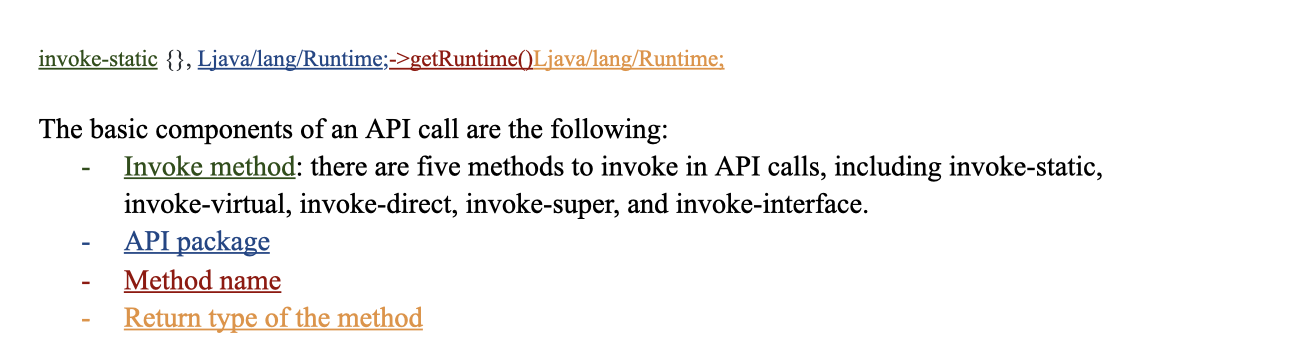 invoke-static {}, Ljava/lang/Runtime;->getRuntime()Ljava/lang/Runtime;
The basic components of an API call are the following:
- Invoke method: there are five methods to invoke in API calls, including invoke-static,
invoke-virtual, invoke-direct, invoke-super, and invoke-interface.
- API package
- Method name
- Return type of the method